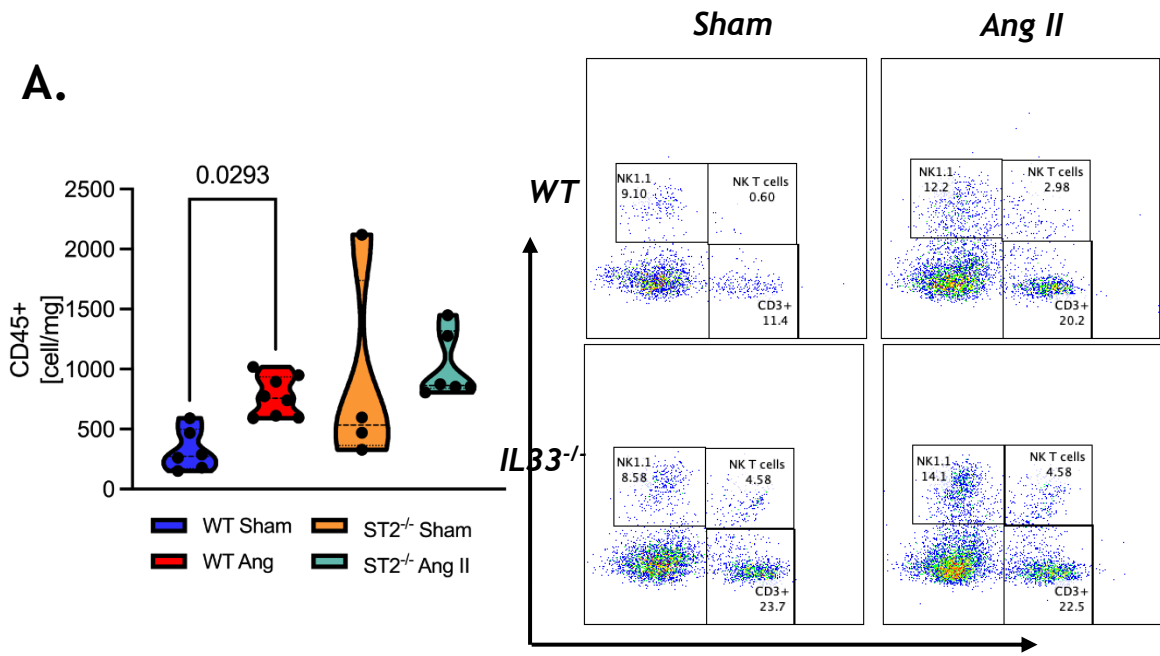 Sham
Ang II
A.
0.0293
2500
2000
1500
1000
500
0
CD45+
[cell/mg]
WT Sham
ST2-/- Sham
WT Ang
ST2-/- Ang II
WT
NK1.1
9.10
NK T cells
0.60
CD3+
11.4
NK1.1
12.2
NK T cells
2.98
CD3+
20.2
IL33-/-
NK1.1
8.58
NK T cells
4.58
CD3+
23.7
NK1.1
14.1
NK T cells
4.58
CD3+
22.5